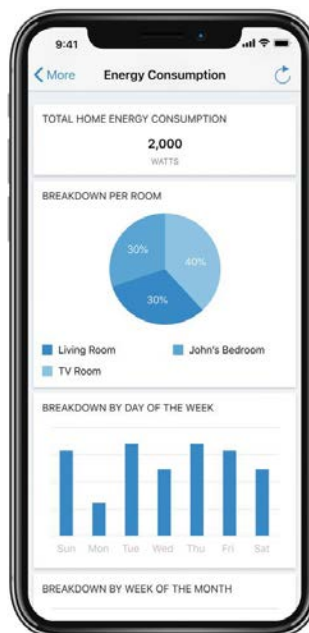 9:41
More Energy Consumption
TOTAL HOME ENERGY CONSUMPTION
2,000
WATTS
BREAKDOWN PER ROOM
30% 40%
30%
Living Room John's Bedroom
TV Room
BREAKDOWN BY DAY OF THE WEEK
Sun Mon Tue Wed Thu Fri Sat
BREAKDOWN BY WEEK OF THE MONTH